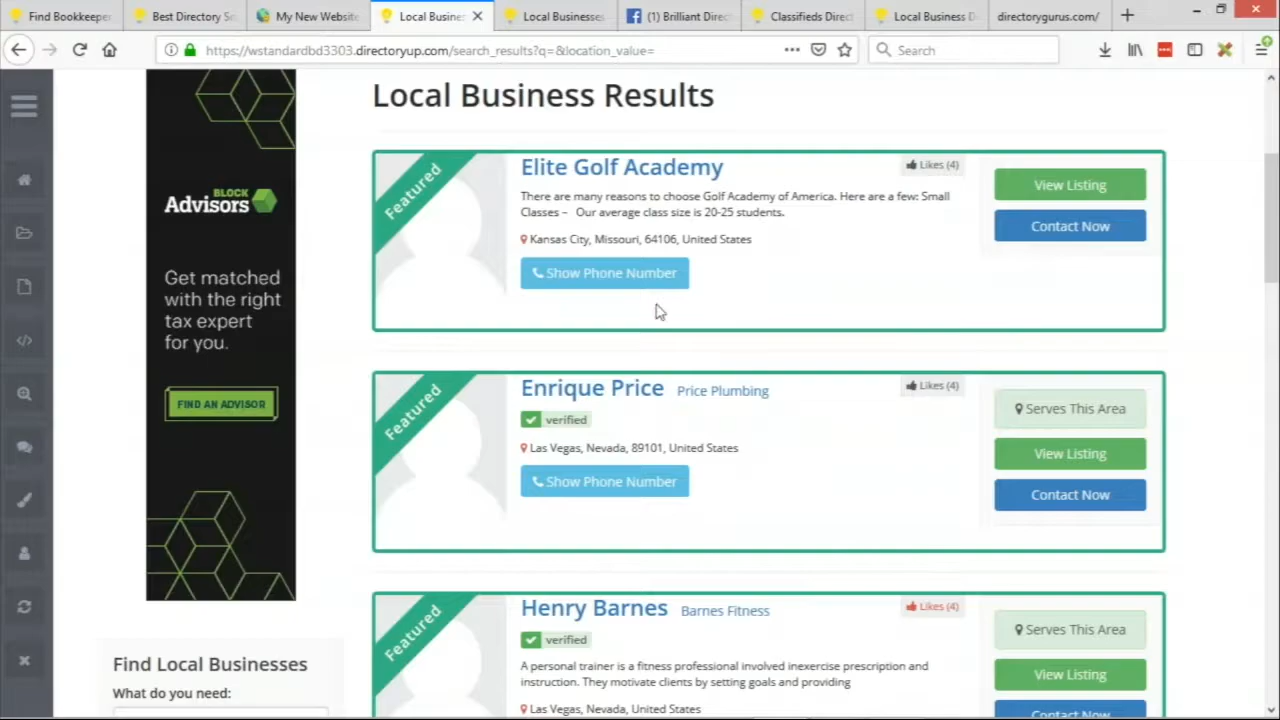 Find Bookkeeper
Best Directory So
My New Website
Local Busines
Local Businesses
(1) Brilliant Direc
Classifieds Direct
Local Business D
directorygurus.com/
https://wstandardbd3303.directoryup.com/search_results?q=&location_value=
Search
Local Business Results
BLOCK
Advisors
Get matched
with the right
tax expert
for you.
FIND AN ADVISOR
Find Local Businesses
What do you need:
Featured
Elite Golf Academy
Likes (4)
There are many reasons to choose Golf Academy of America. Here are a few: Small
Classes – Our average class size is 20-25 students.
Kansas City, Missouri, 64106, United States
Show Phone Number
View Listing
Contact Now
Featured
Enrique Price Price Plumbing
Likes (4)
verified
Las Vegas, Nevada, 89101, United States
Show Phone Number
Serves This Area
View Listing
Contact Now
Featured
Henry Barnes Barnes Fitness
Likes (4)
verified
A personal trainer is a fitness professional involved inexercise prescription and
instruction. They motivate clients by setting goals and providing
Las Vegas, Nevada, United States
Serves This Area
View Listing
Contact Now